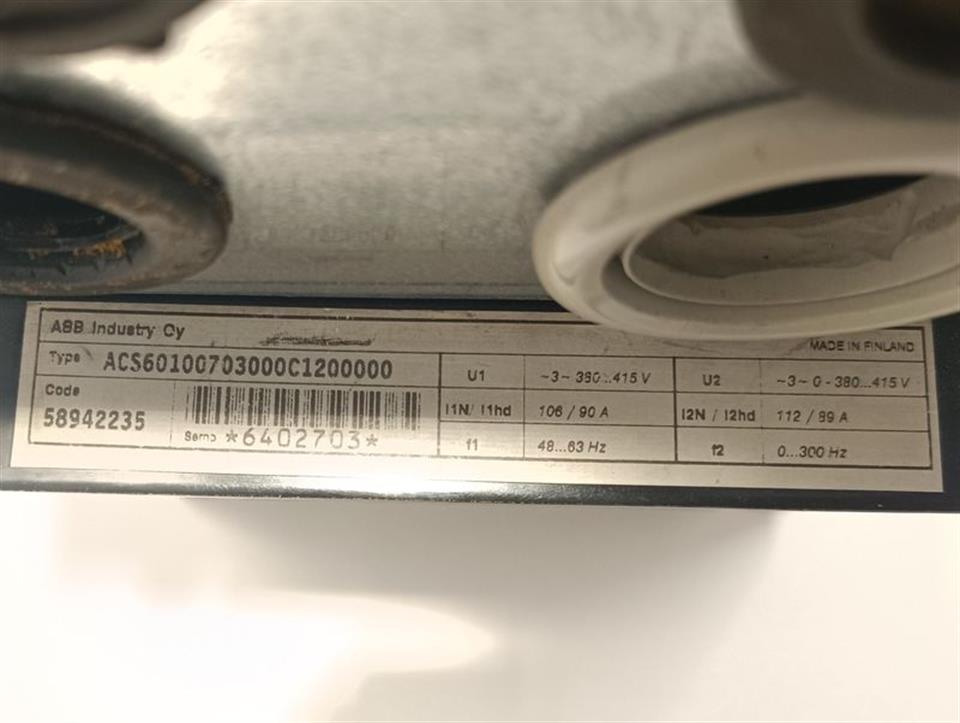 ABB Industry Oy
MADE IN FINLAND
Type ACS60100703000C1200000
Code
58942235
Serno *6402703*
U1 ~3~ 380...415 V U2 ~3~ 0 - 380...415 V
I1N/ I1hd 106 / 90 A I2N / I2hd 112 / 99 A
f1 48...63 Hz f2 0...300 Hz